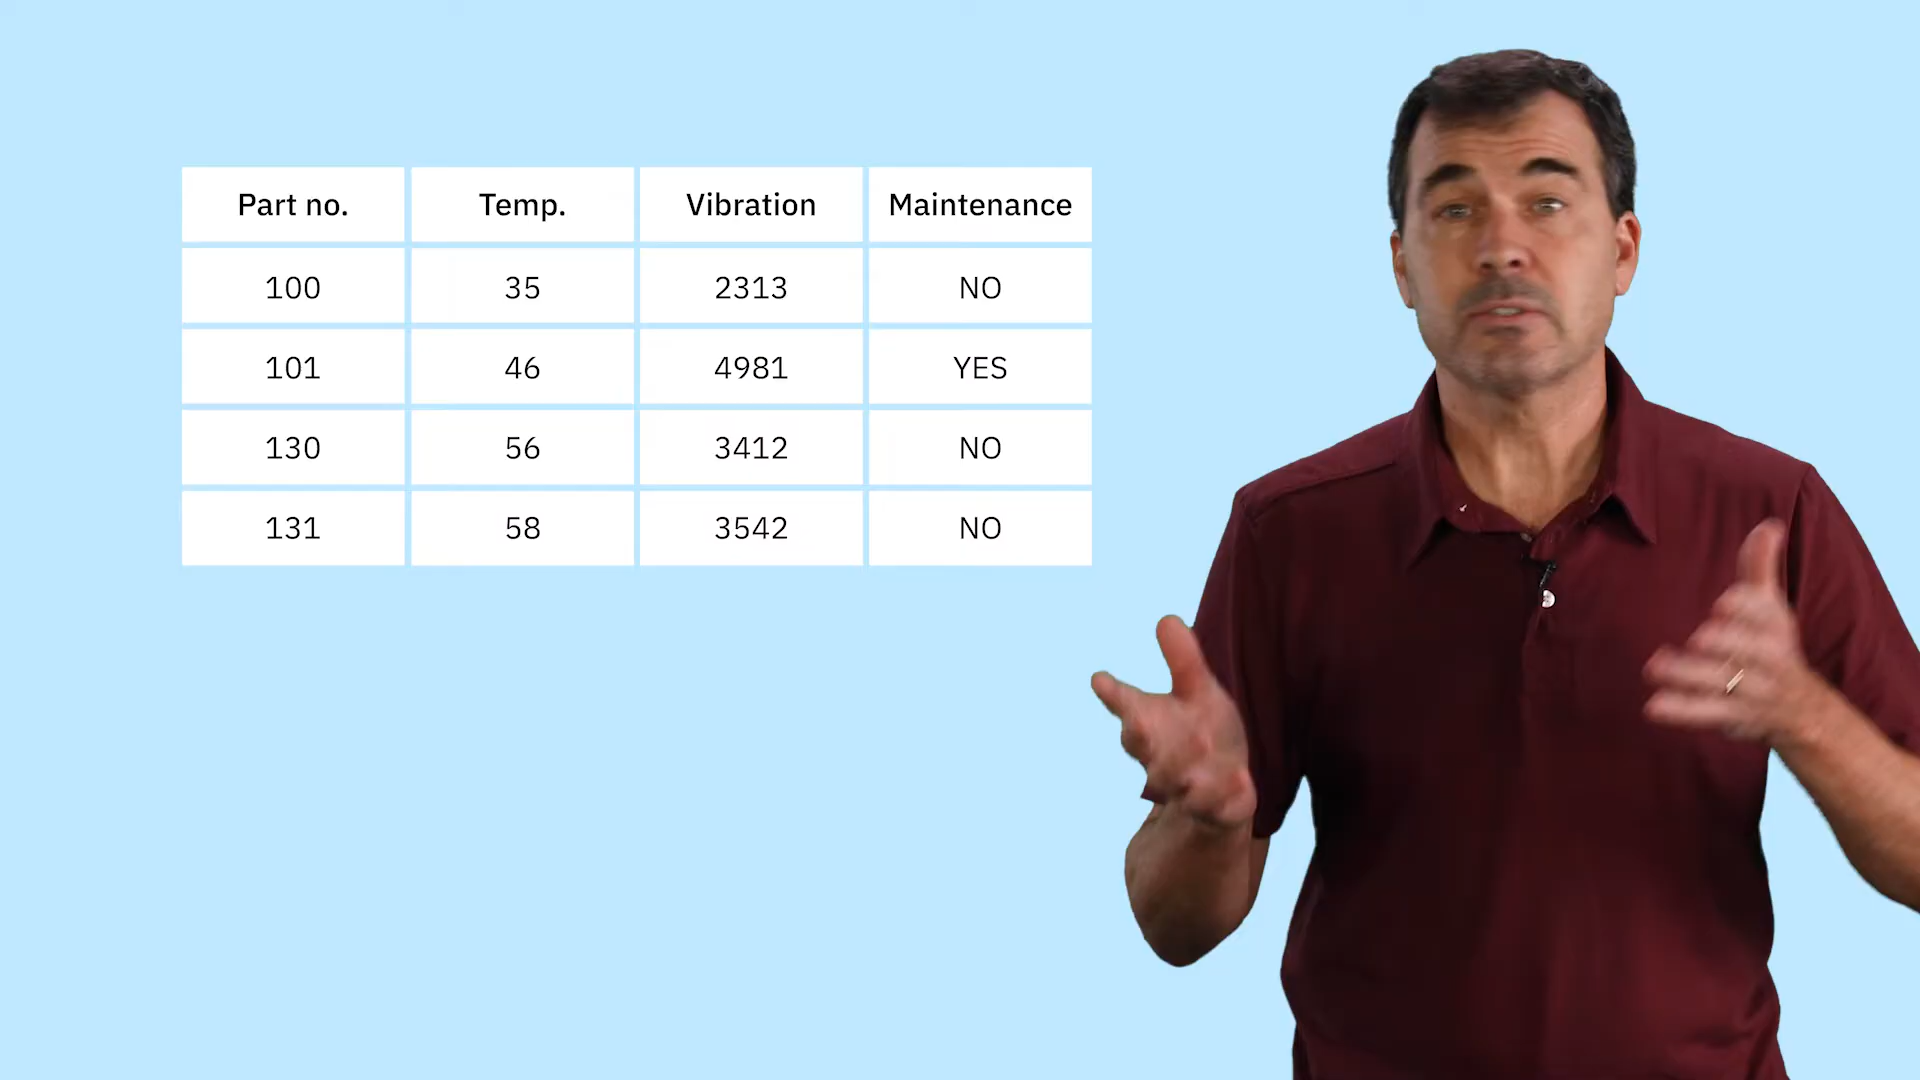 Part no. Temp. Vibration Maintenance
100 35 2313 NO
101 46 4981 YES
130 56 3412 NO
131 58 3542 NO